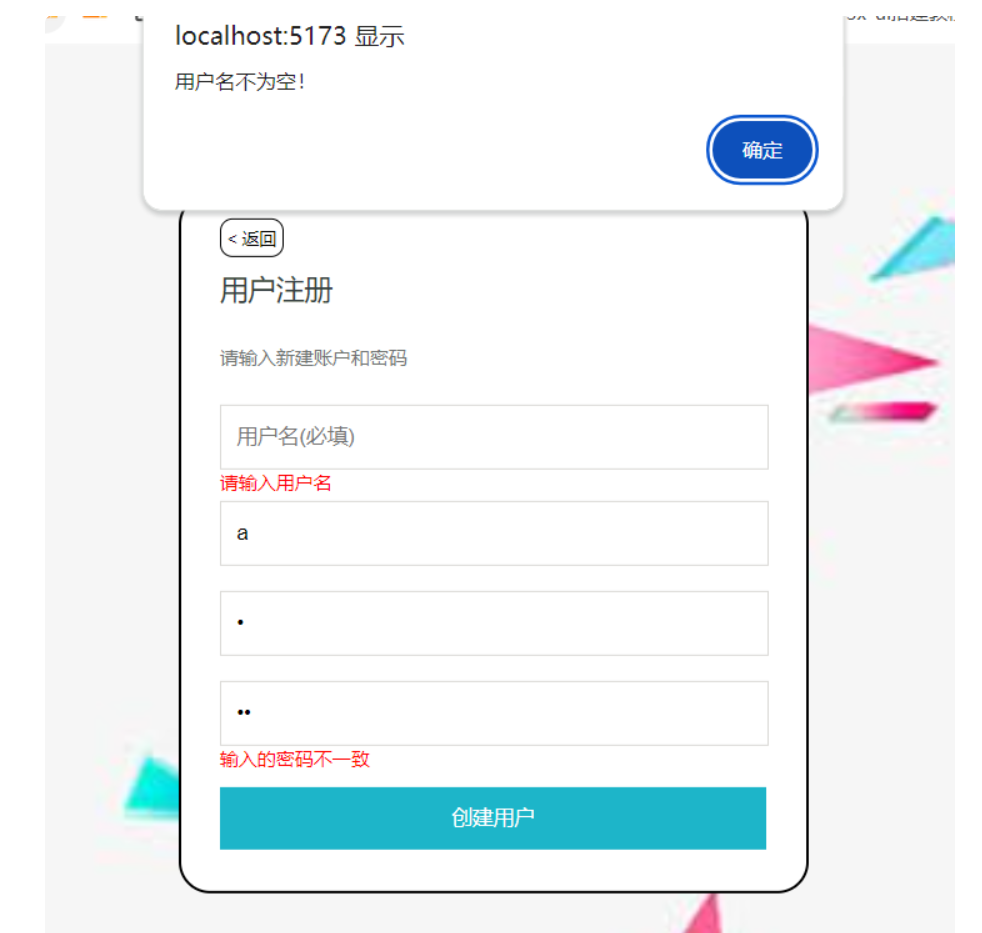 localhost:5173 显示
用户名不为空!
确定
< 返回
用户注册
请输入新建账户和密码
用户名(必填)
请输入用户名
a
••
输入的密码不一致
创建用户